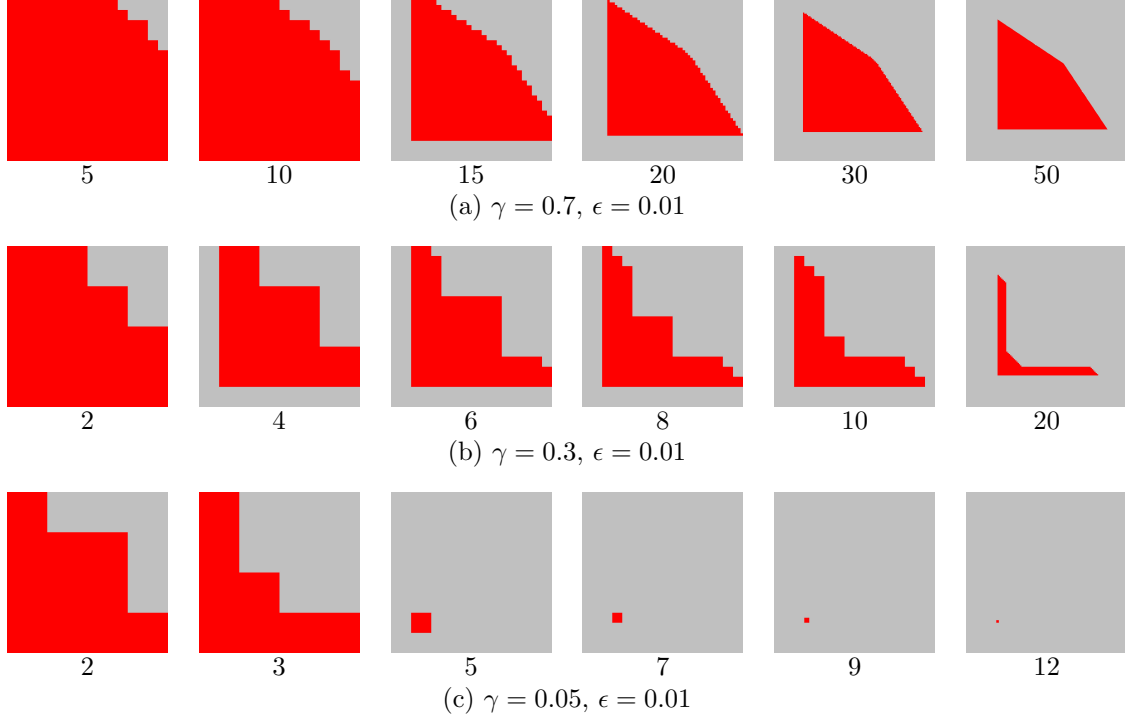 5 10 15 20 30 50
(a) γ = 0.7, ϵ = 0.01
2 4 6 8 10 20
(b) γ = 0.3, ϵ = 0.01
2 3 5 7 9 12
(c) γ = 0.05, ϵ = 0.01